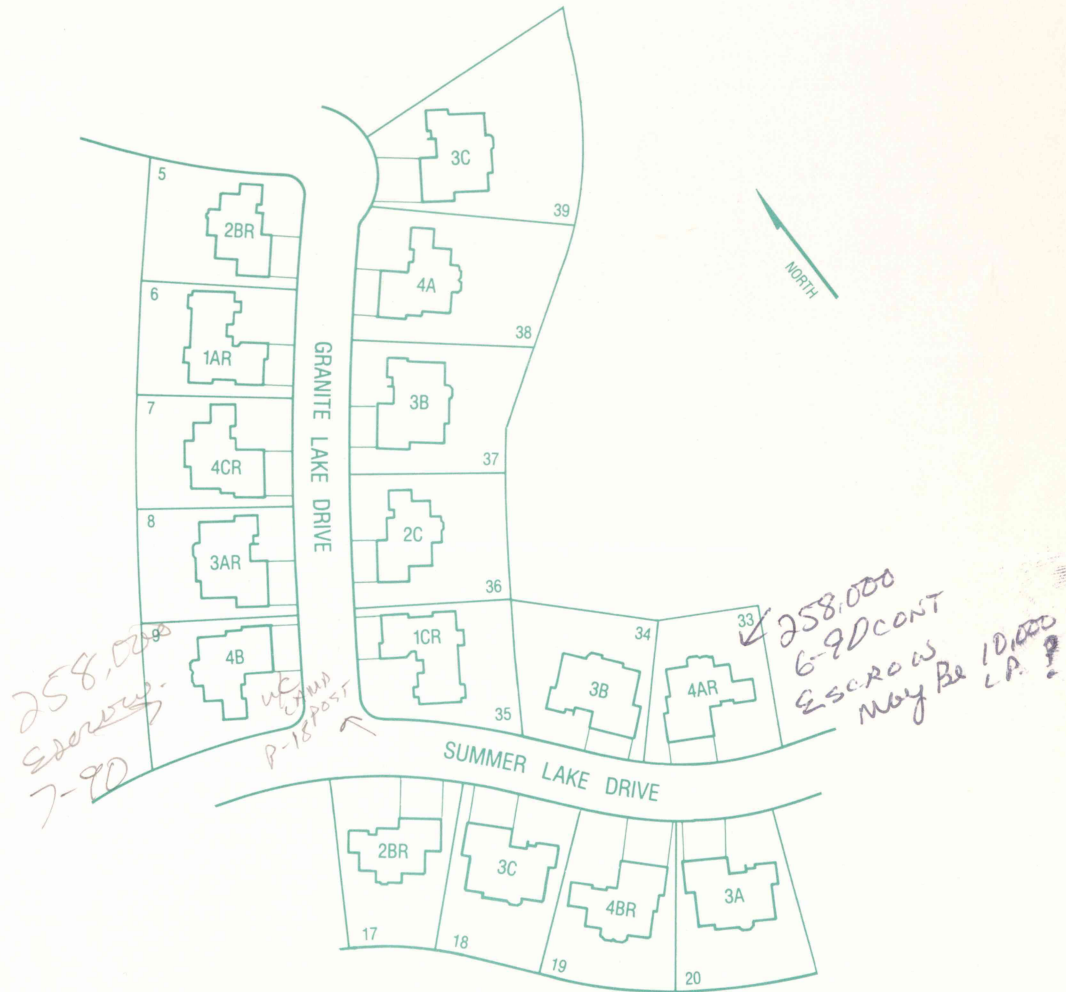 3C
39
5
2BR
4A
38
NORTH
6
1AR
GRANITE LAKE DRIVE
3B
37
7
4CR
2C
36
8
3AR
1CR
35
9
4B
34
3B
33
4AR
258,000
6-90 CONT
ESCROW
May Be 10,000
LP. ?
258,000
7-90
P-18 POST
SUMMER LAKE DRIVE
2BR
17
3C
18
4BR
19
3A
20